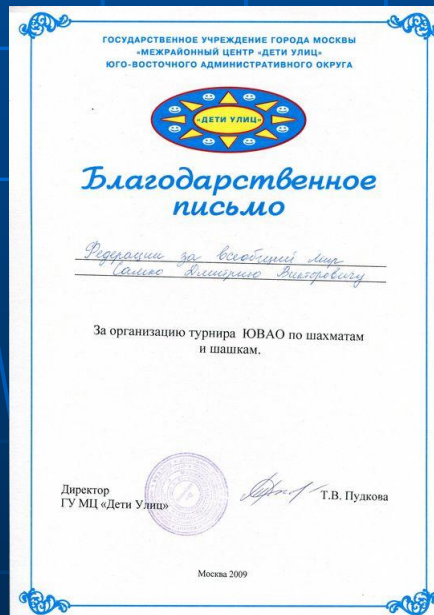 ГОСУДАРСТВЕННОЕ УЧРЕЖДЕНИЕ ГОРОДА МОСКВЫ
«МЕЖРАЙОННЫЙ ЦЕНТР «ДЕТИ УЛИЦ»
ЮГО-ВОСТОЧНОГО АДМИНИСТРАТИВНОГО ОКРУГА
«ДЕТИ УЛИЦ»
Благодарственное
письмо
Федерации за всеобщий мир
Дмитрию Викторовичу
За организацию турнира ЮВАО по шахматам
и шашкам.
Директор
ГУ МЦ «Дети Улиц»
Т.В. Пудкова
Москва 2009